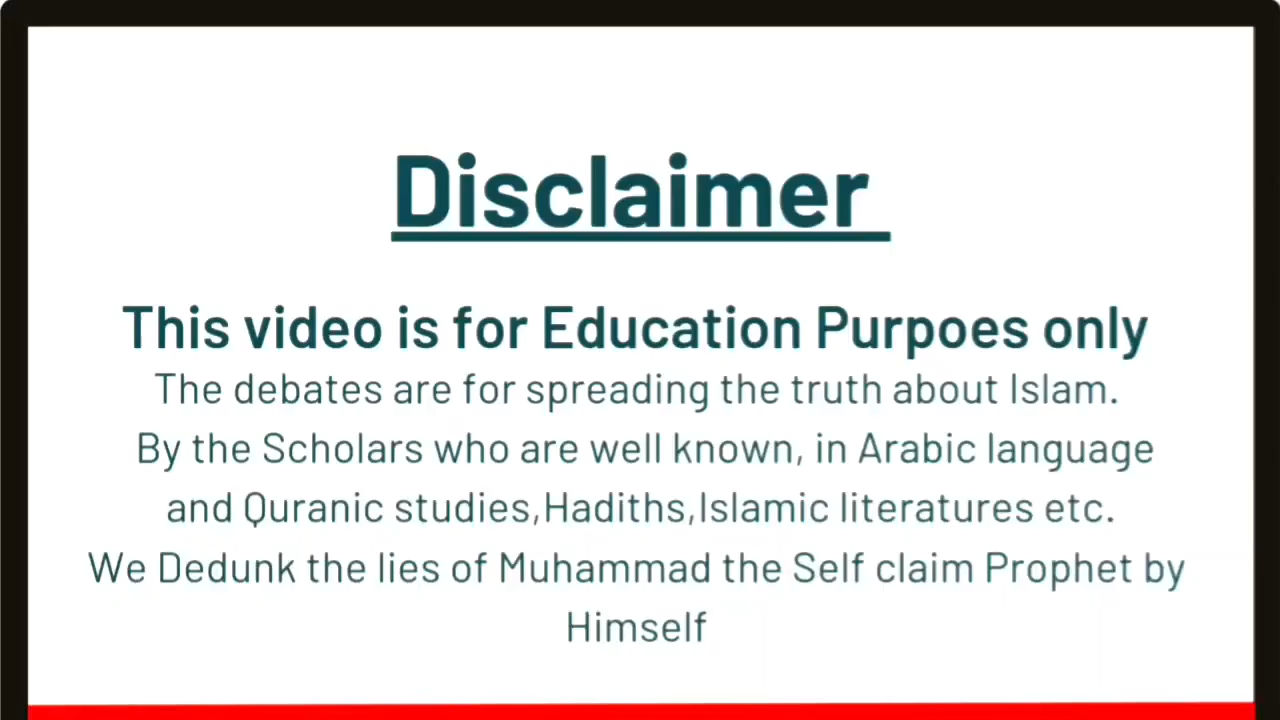 Disclaimer
This video is for Education Purpoes only
The debates are for spreading the truth about Islam.
By the Scholars who are well known, in Arabic language
and Quranic studies,Hadiths,Islamic literatures etc.
We Dedunk the lies of Muhammad the Self claim Prophet by
Himself